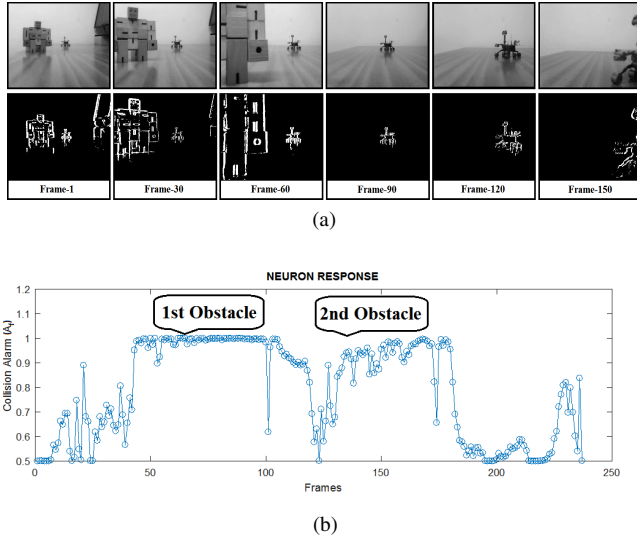 Frame-1 Frame-30 Frame-60 Frame-90 Frame-120 Frame-150
(a)
NEURON RESPONSE
1st Obstacle 2nd Obstacle
Collision Alarm (Aₜ)
1.2
1.1
1
0.9
0.8
0.7
0.6
0.5
0 50 100 150 200 250
Frames
(b)